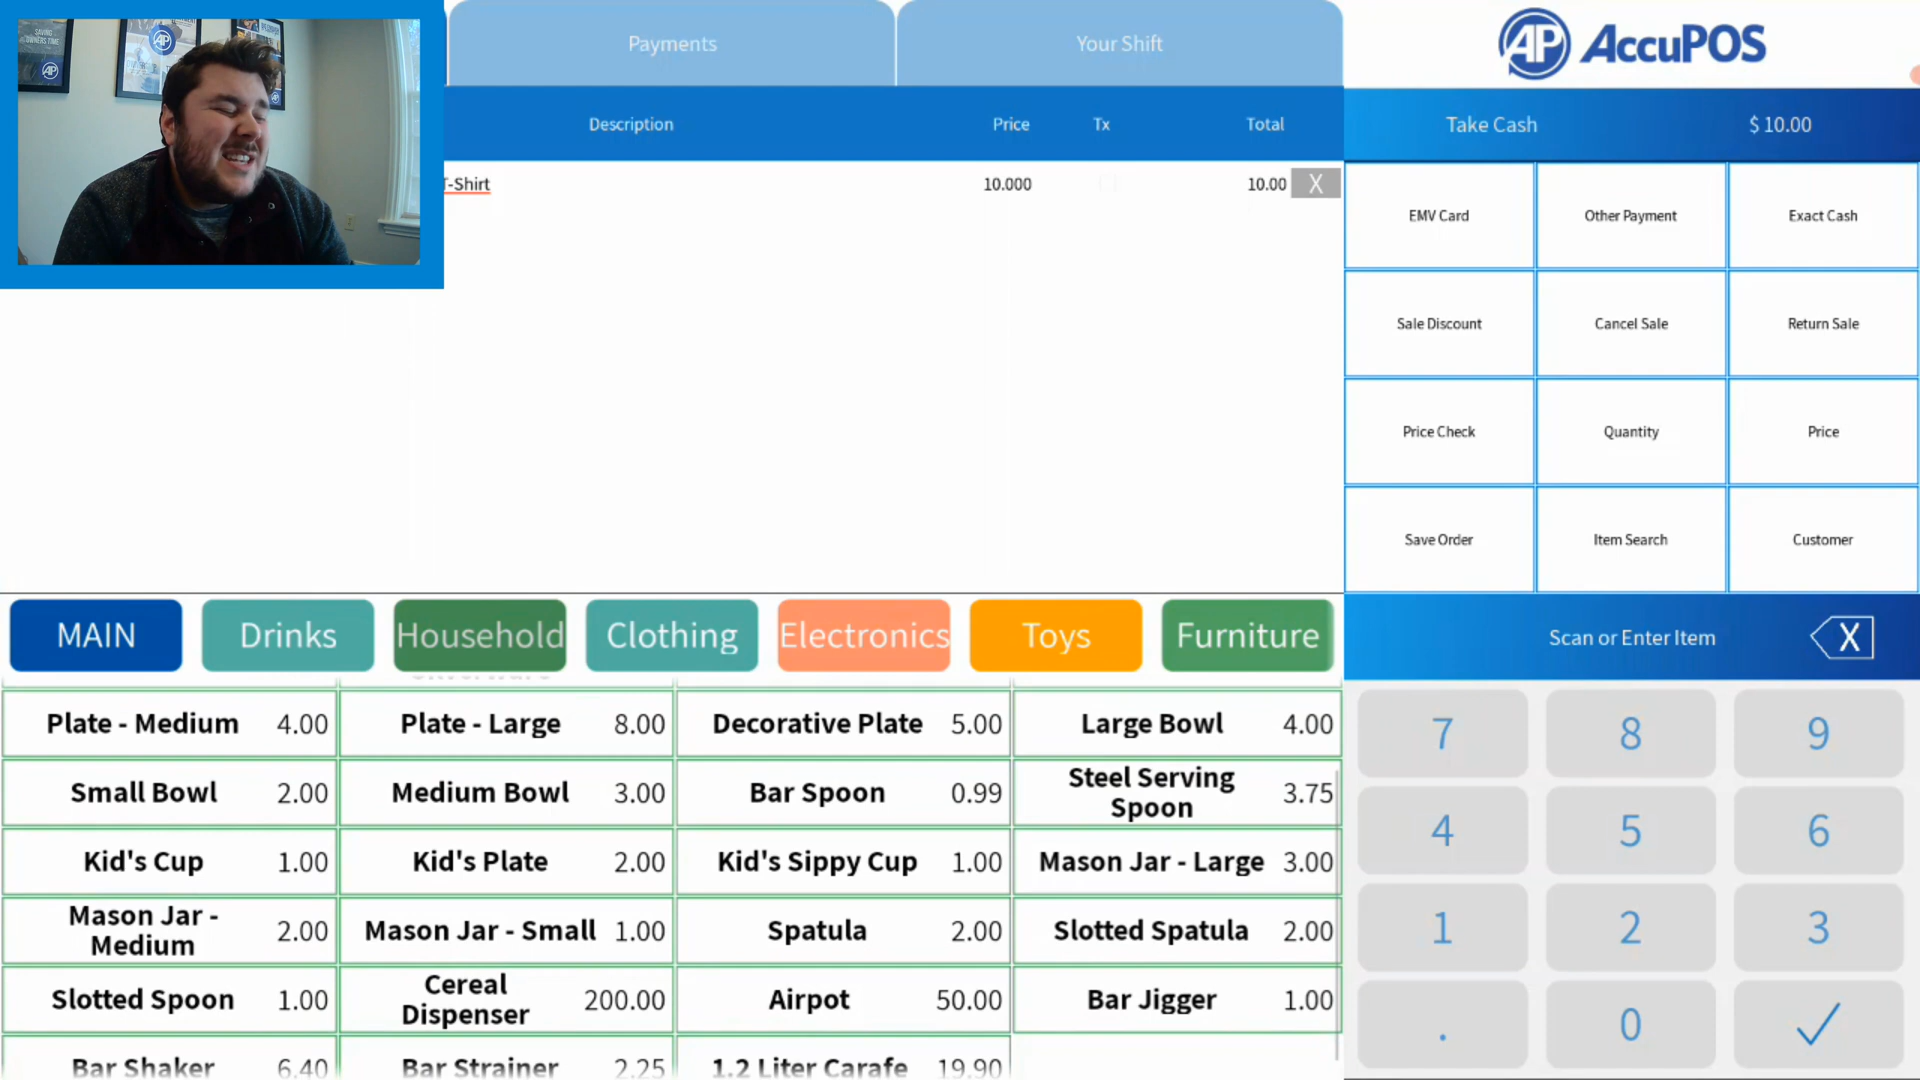 SAVING
OWNERS TIME
AP
AP
Payments
Your Shift
AP AccuPOS
Description
Price
Tx
Total
Take Cash
$ 10.00
T-Shirt
10.000
10.00
X
EMV Card
Other Payment
Exact Cash
Sale Discount
Cancel Sale
Return Sale
Price Check
Quantity
Price
Save Order
Item Search
Customer
MAIN
Drinks
Household
Clothing
Electronics
Toys
Furniture
Scan or Enter Item
X
Plate - Medium 4.00
Plate - Large 8.00
Decorative Plate 5.00
Large Bowl 4.00
Small Bowl 2.00
Medium Bowl 3.00
Bar Spoon 0.99
Steel Serving
Spoon 3.75
Kid's Cup 1.00
Kid's Plate 2.00
Kid's Sippy Cup 1.00
Mason Jar - Large 3.00
Mason Jar -
Medium 2.00
Mason Jar - Small 1.00
Spatula 2.00
Slotted Spatula 2.00
Slotted Spoon 1.00
Cereal
Dispenser 200.00
Airpot 50.00
Bar Jigger 1.00
Bar Shaker 6.40
Bar Strainer 2.25
1.2 Liter Carafe 19.90
7 8 9
4 5 6
1 2 3
. 0